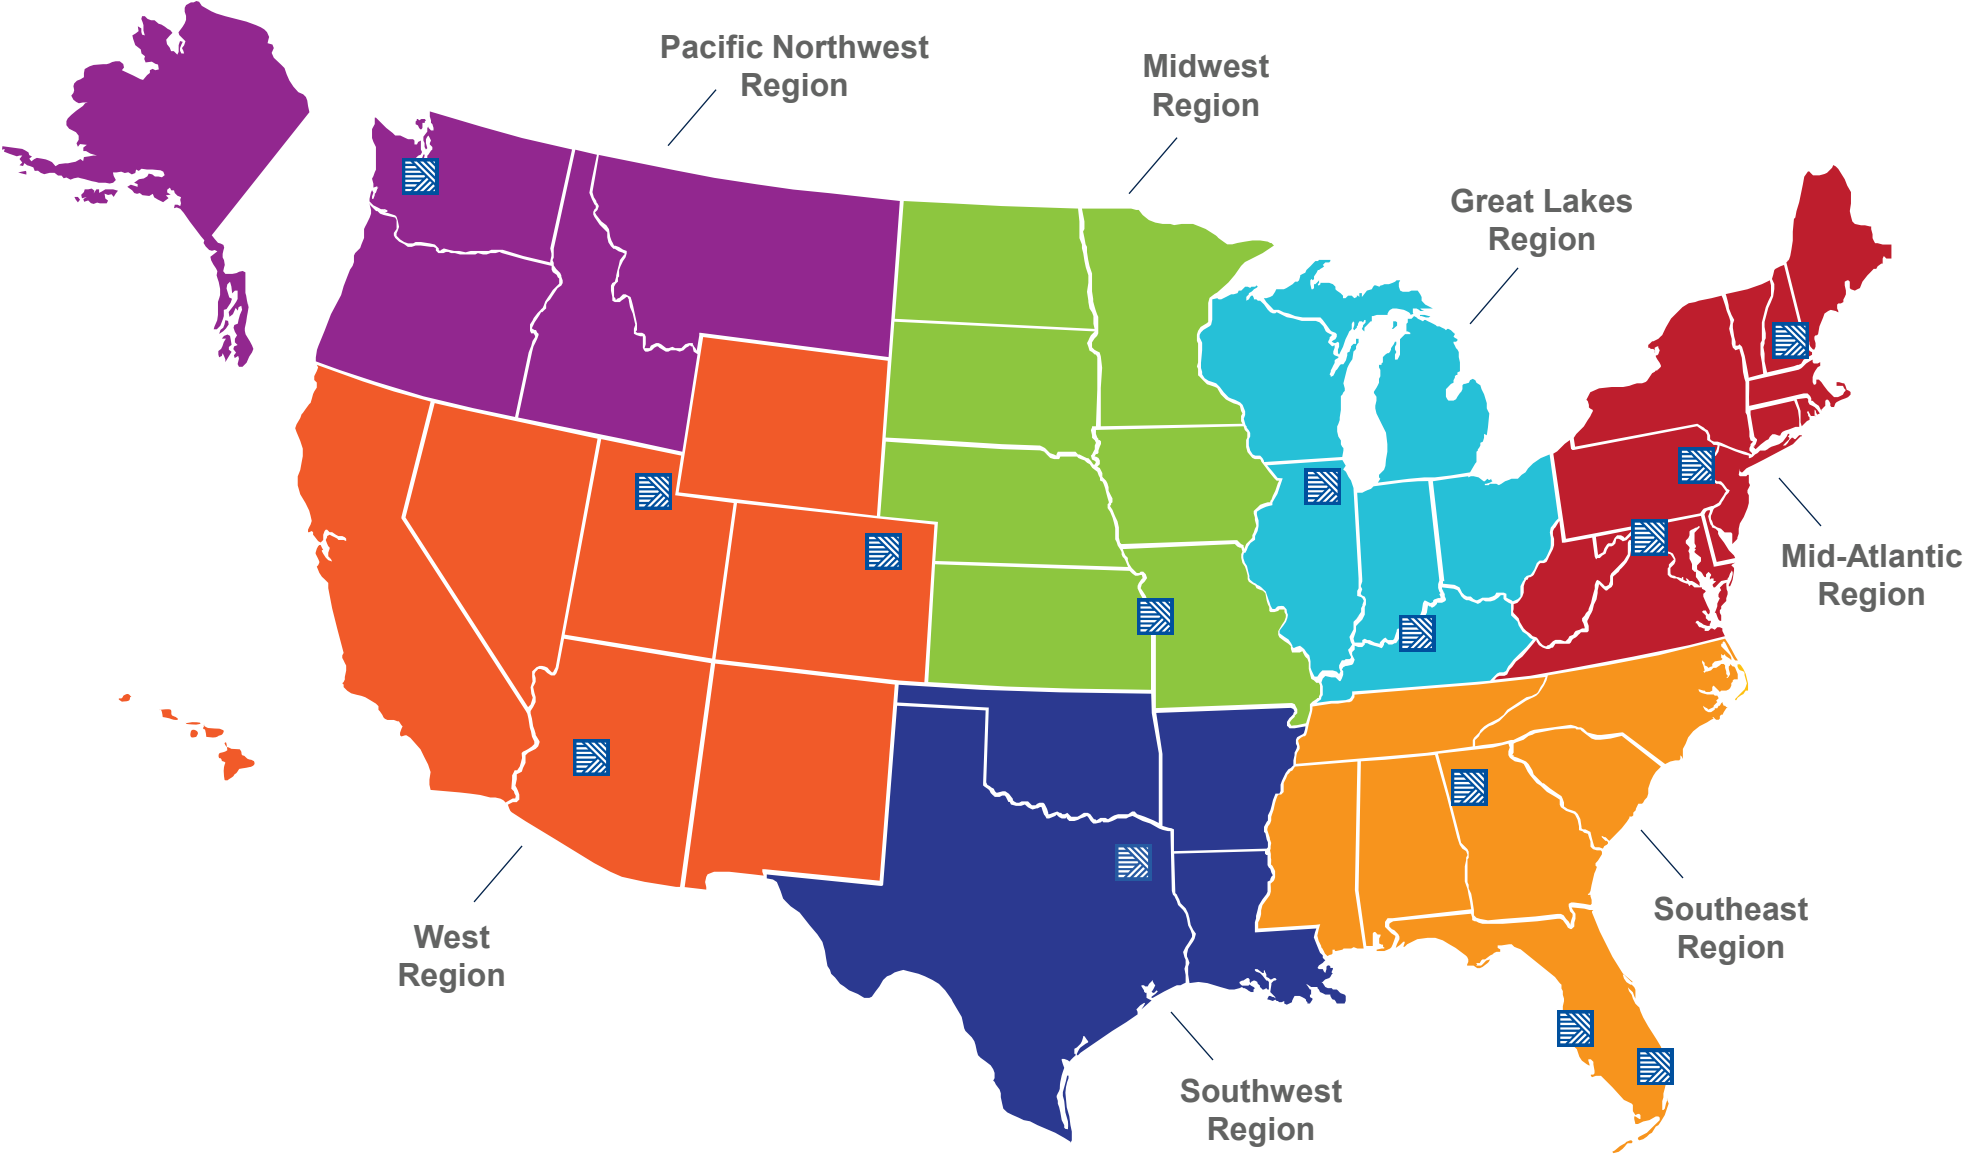 Pacific Northwest
Region
Midwest
Region
Great Lakes
Region
Mid-Atlantic
Region
Southeast
Region
West
Region
Southwest
Region